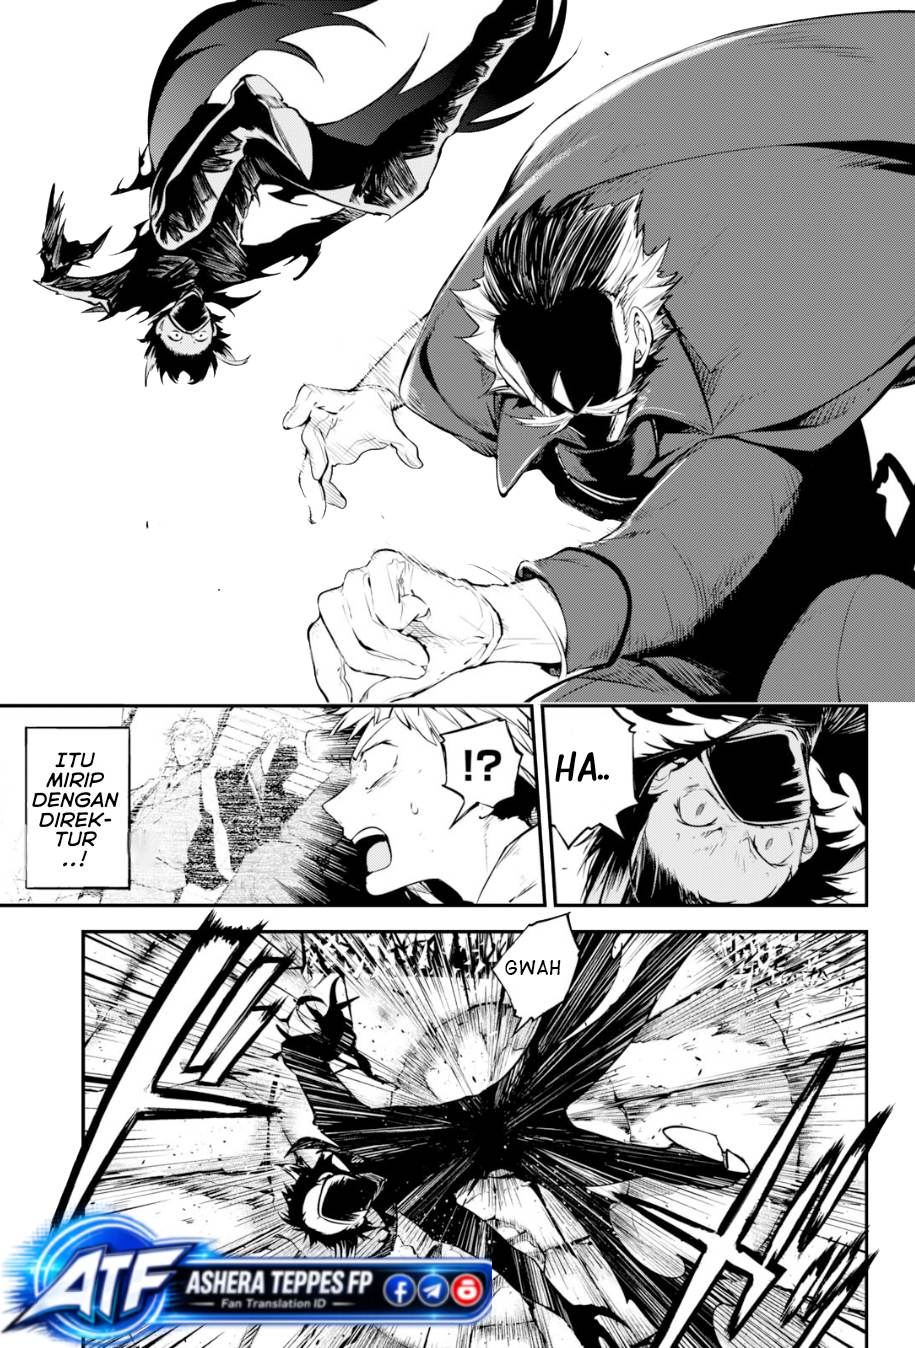 HA..
!?
ITU
MIRIP
DENGAN
DIREK-
TUR
..!
GWAH
ATF
ASHERA TEPPES FP
Fan Translation ID